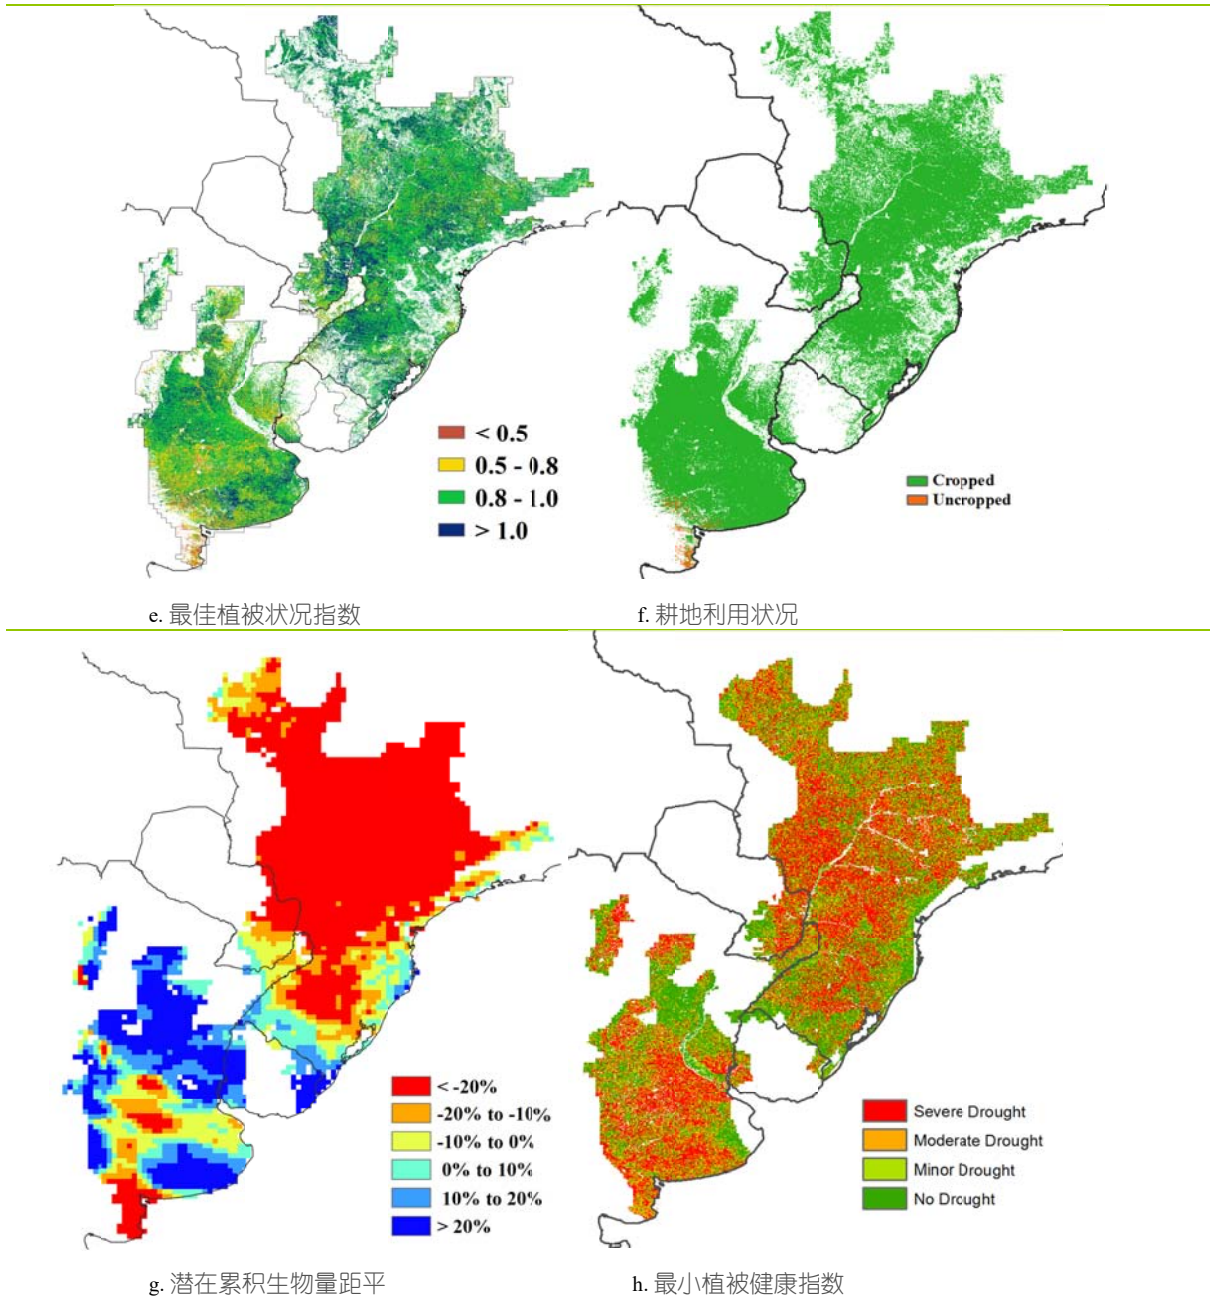 < 0.5
0.5 - 0.8
0.8 - 1.0
> 1.0
Cropped
Uncropped
e. 最佳植被状况指数
f. 耕地利用状况
< -20%
-20% to -10%
-10% to 0%
0% to 10%
10% to 20%
> 20%
Severe Drought
Moderate Drought
Minor Drought
No Drought
g. 潜在累积生物量距平
h. 最小植被健康指数